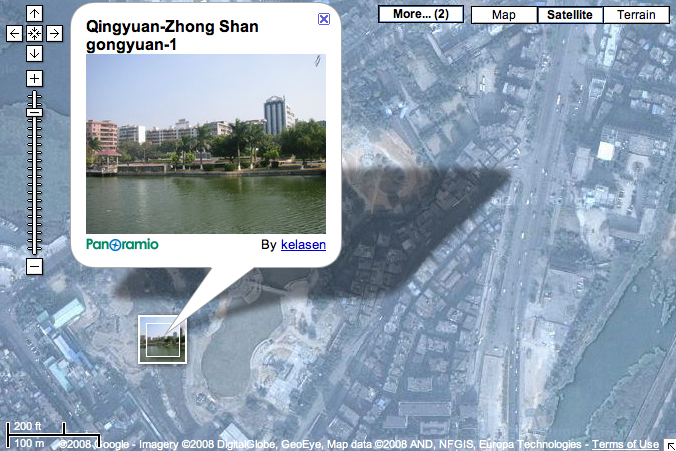 More... (2)
Map
Satellite
Terrain
Qingyuan-Zhong Shan
gongyuan-1
Panoramio
By kelasen
200 ft
100 m
©2008 Google - Imagery ©2008 DigitalGlobe, GeoEye, Map data ©2008 AND, NFGIS, Europa Technologies - Terms of Use